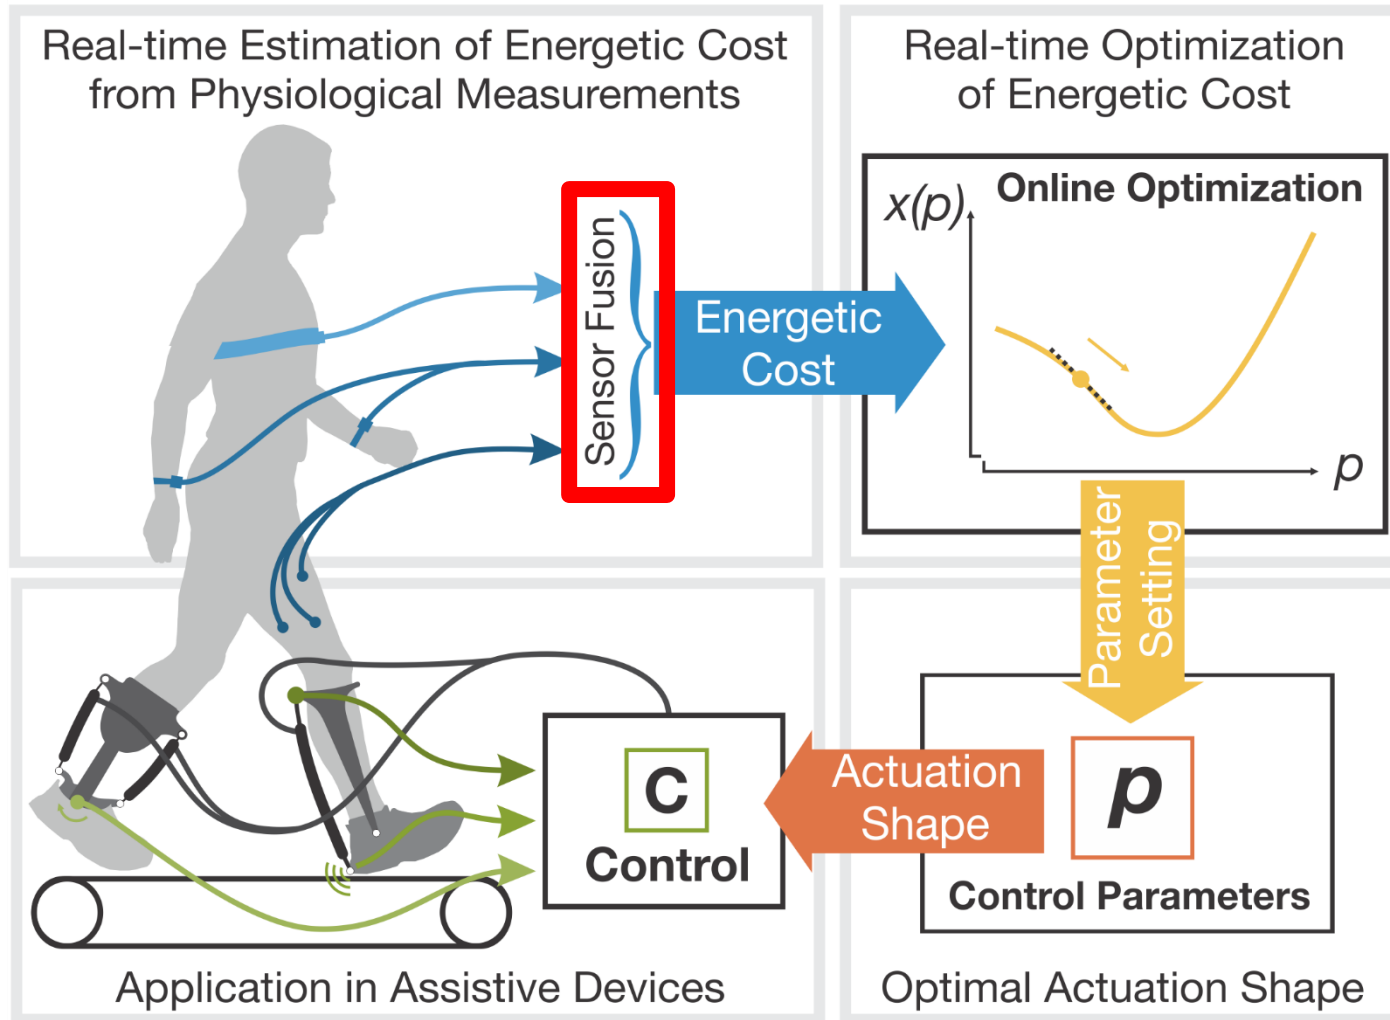 Real-time Estimation of Energetic Cost
from Physiological Measurements
Sensor Fusion
Energetic
Cost
Real-time Optimization
of Energetic Cost
Online Optimization
x(p)
p
Parameter
Setting
Application in Assistive Devices
C
Control
Actuation
Shape
p
Control Parameters
Optimal Actuation Shape